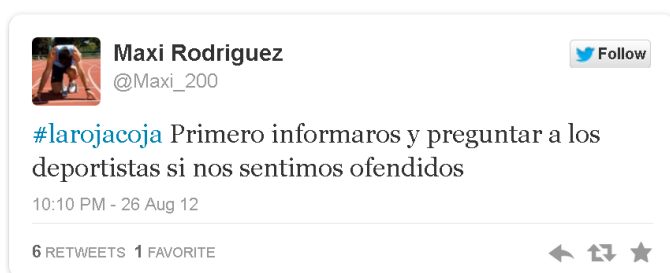 Maxi Rodriguez
Follow
@Maxi_200
#larojacoja Primero informaros y preguntar a los
deportistas si nos sentimos ofendidos
10:10 PM - 26 Aug 12
6 RETWEETS 1 FAVORITE